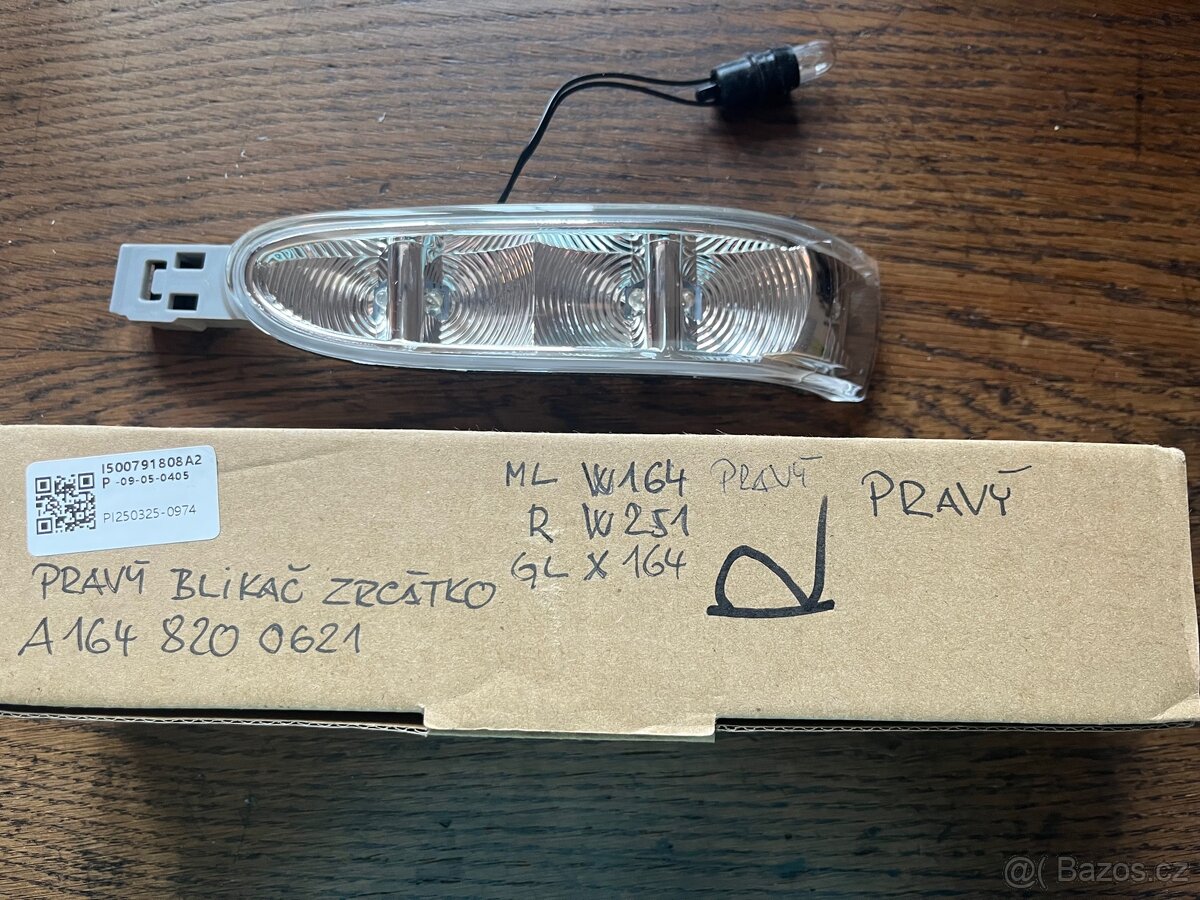 I500791808A2
P -09-05-0405
PI250325-0974
ML W164 PRAVÝ
R W251
GL X164
PRAVÝ
PRAVÝ BLIKAČ ZRCÁTKO
A 164 820 0621
@( Bazos.cz